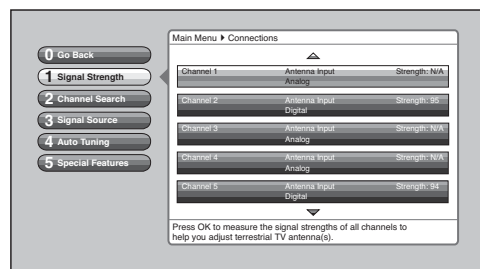 Main Menu Connections
0 Go Back
1 Signal Strength
2 Channel Search
3 Signal Source
4 Auto Tuning
5 Special Features
Channel 1 Antenna Input Strength: N/A
Analog
Channel 2 Antenna Input Strength: 95
Digital
Channel 3 Antenna Input Strength: N/A
Analog
Channel 4 Antenna Input Strength: N/A
Analog
Channel 5 Antenna Input Strength: 94
Digital
Press OK to measure the signal strengths of all channels to
help you adjust terrestrial TV antenna(s).